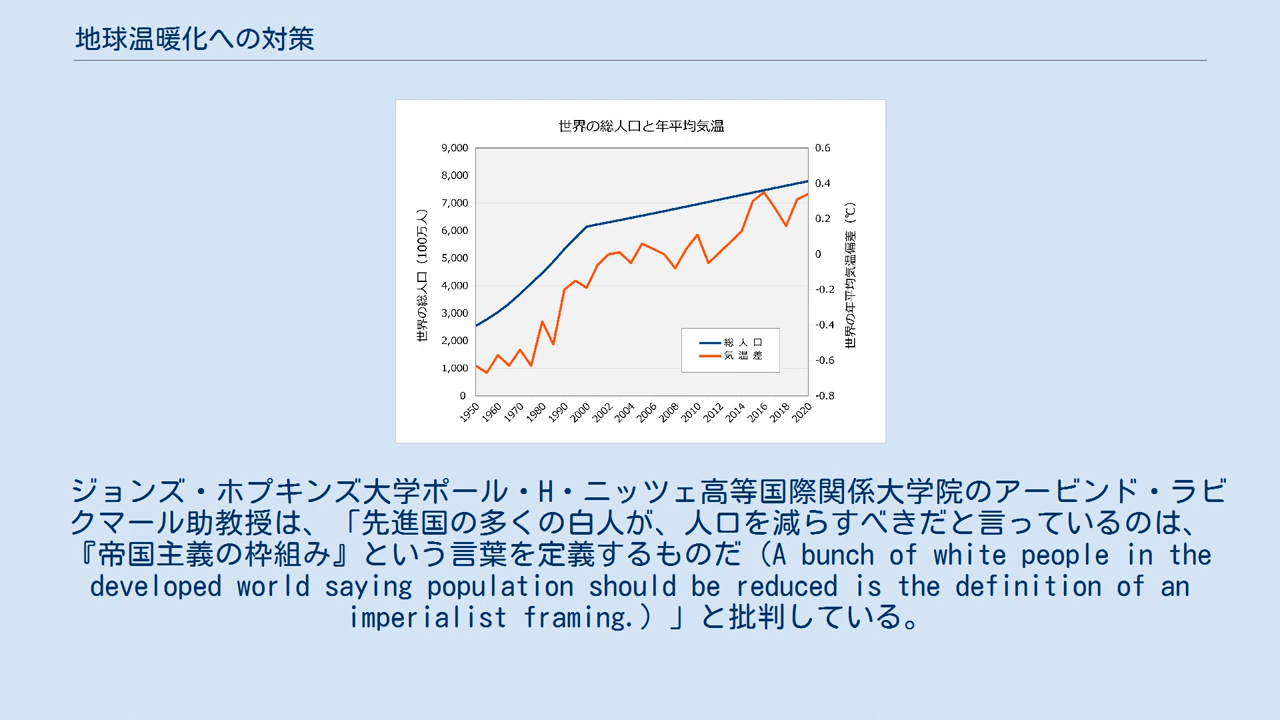 地球温暖化への対策
世界の総人口と年平均気温
9,000
8,000
7,000
6,000
5,000
4,000
3,000
2,000
1,000
0
世界の総人口（100万人）
0.6
0.4
0.2
0
-0.2
-0.4
-0.6
-0.8
世界の年平均気温偏差（℃）
総人口
気温差
1950 1960 1970 1980 1990 2000 2002 2004 2006 2008 2010 2012 2014 2016 2018 2020
ジョンズ・ホプキンズ大学ポール・H・ニッツェ高等国際関係大学院のアービンド・ラビ
クマール助教授は、「先進国の多くの白人が、人口を減らすべきだと言っているのは、
『帝国主義の枠組み』という言葉を定義するものだ（A bunch of white people in the
developed world saying population should be reduced is the definition of an
imperialist framing.）」と批判している。